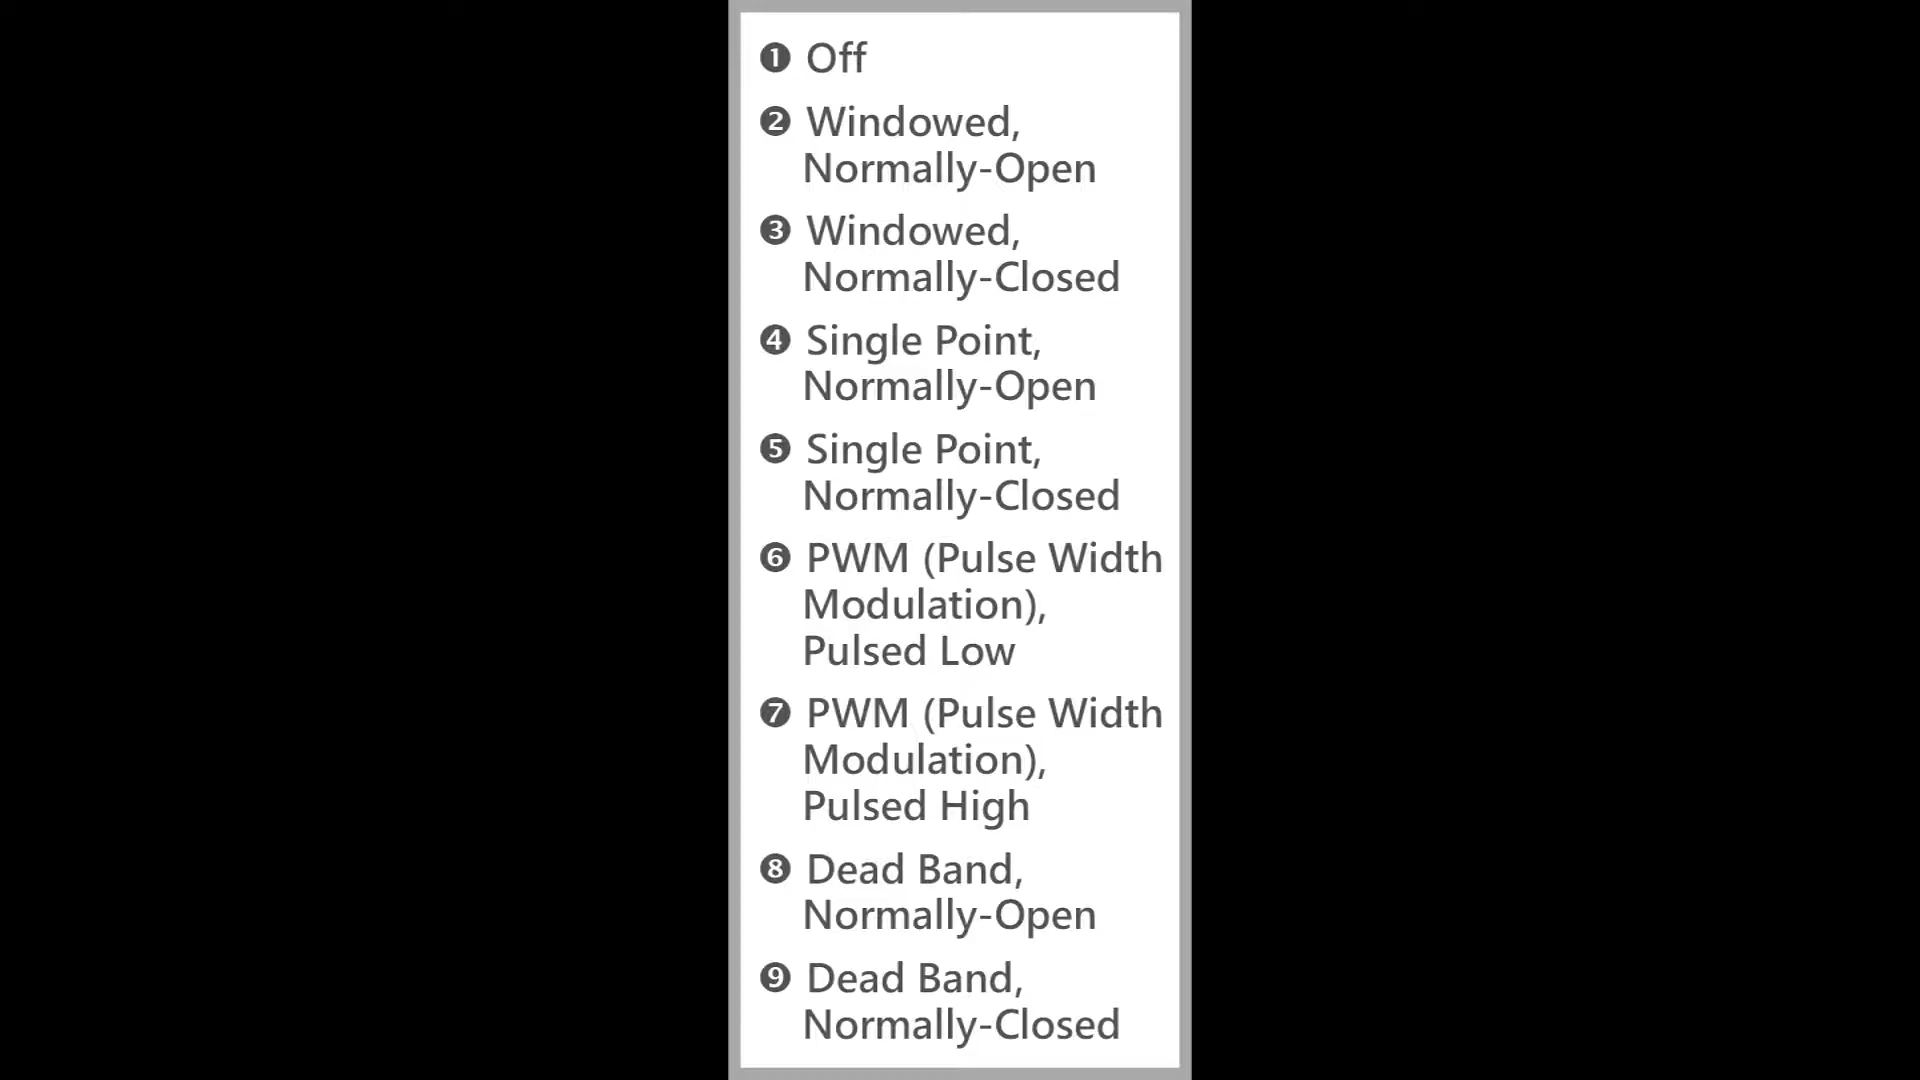 ❶ Off
❷ Windowed,
Normally-Open
❸ Windowed,
Normally-Closed
❹ Single Point,
Normally-Open
❺ Single Point,
Normally-Closed
❻ PWM (Pulse Width
Modulation),
Pulsed Low
❼ PWM (Pulse Width
Modulation),
Pulsed High
❽ Dead Band,
Normally-Open
❾ Dead Band,
Normally-Closed